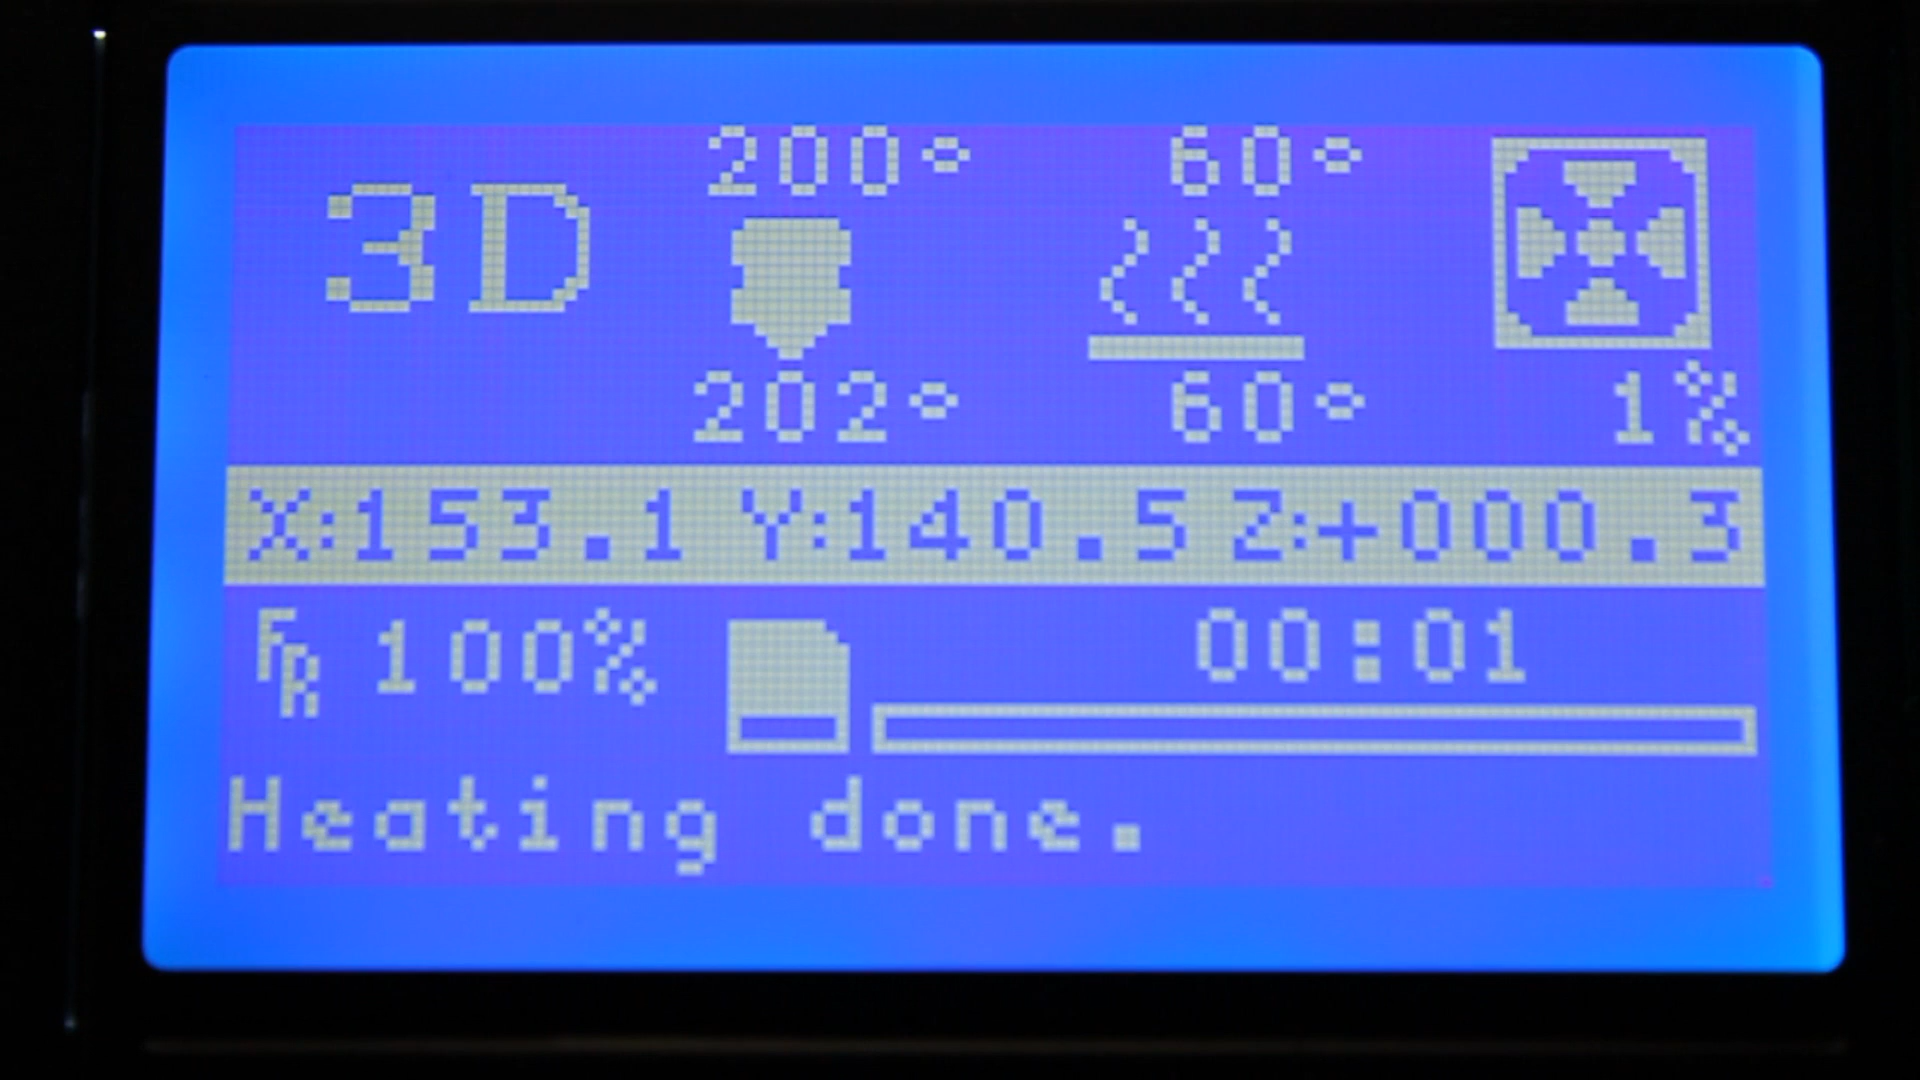 200° 60°
3D
202° 60° 1%
X:153.1 Y:140.5 Z:+000.3
FR 100% 00:01
Heating done.